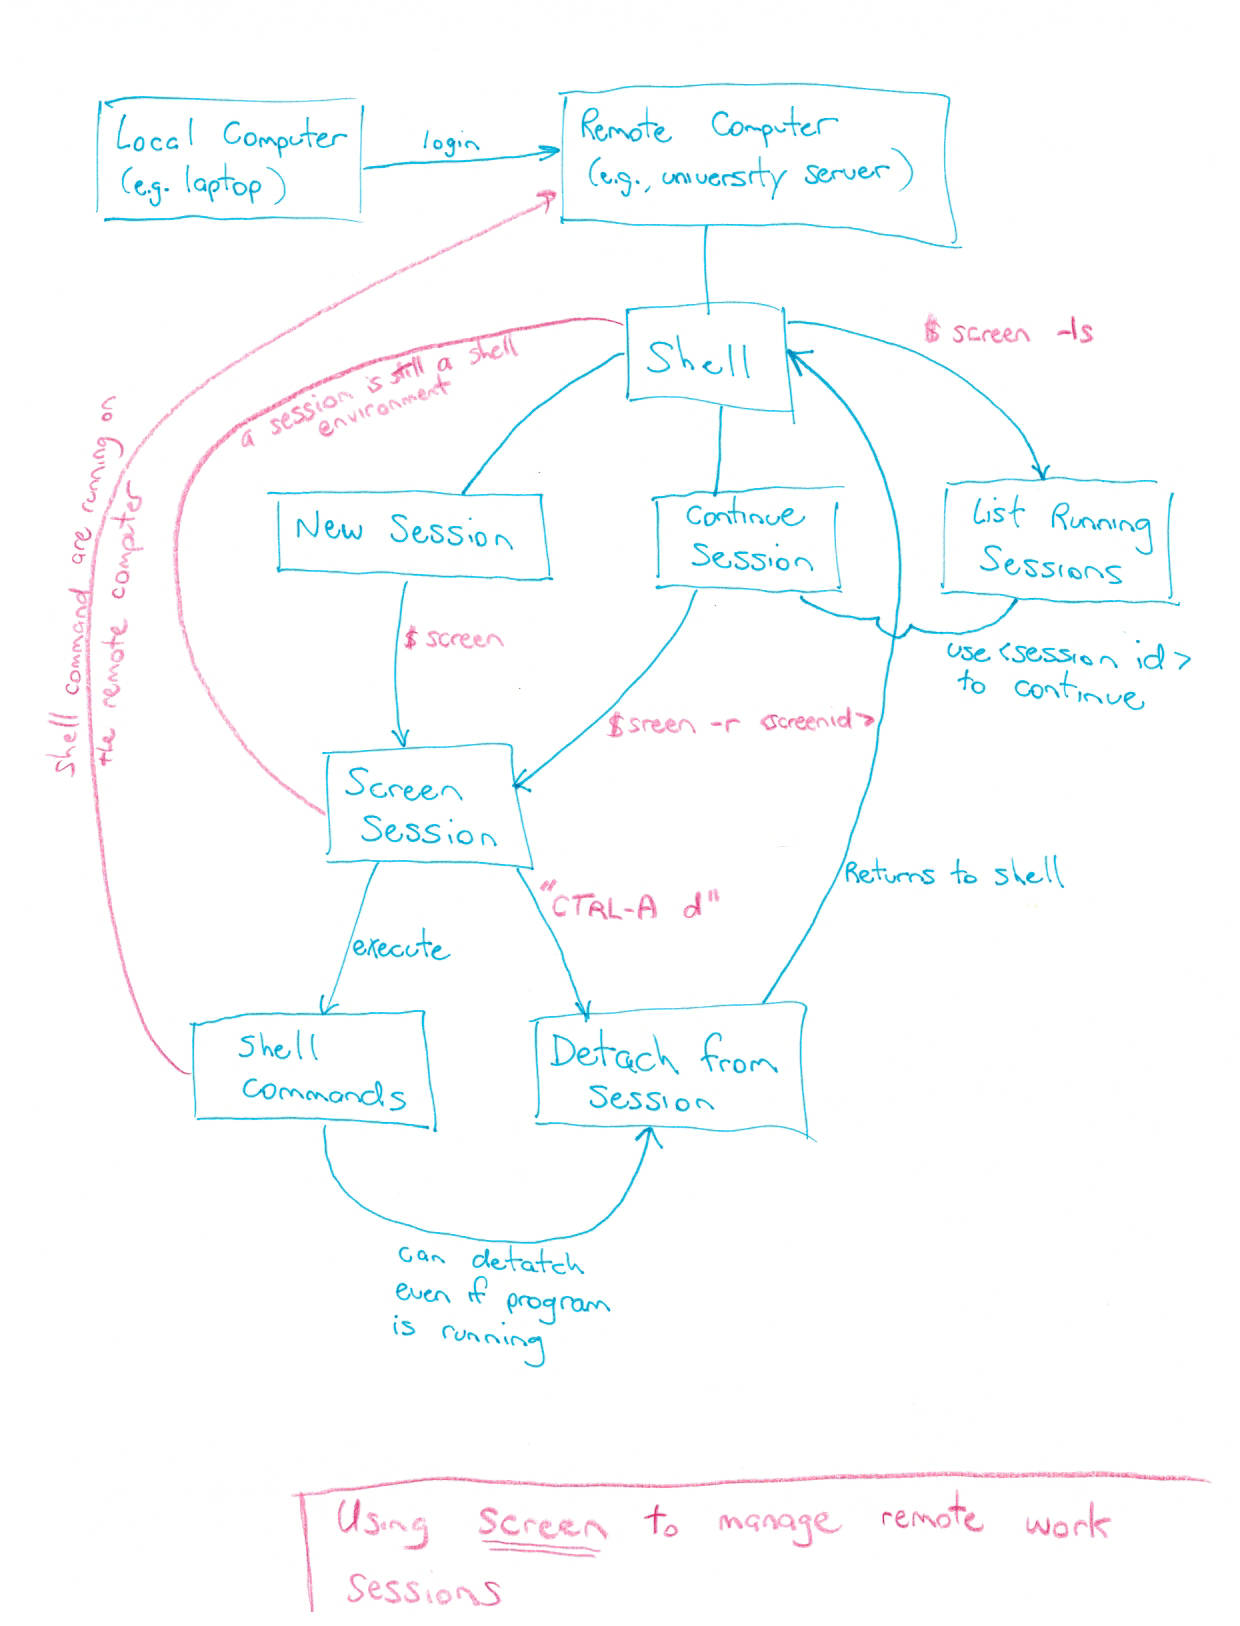 Local Computer
(e.g. laptop)
login
Remote Computer
(e.g., university server)
Shell
$ screen -ls
a session is still a shell
environment
New Session
Continue
Session
List Running
Sessions
Shell command are running on
the remote computer
$ screen
use <session id>
to continue
$ sreen -r <screenid>
Screen
Session
"CTRL-A d"
Returns to shell
execute
Shell
commands
Detach from
Session
can detatch
even if program
is running
Using screen to manage remote work
sessions